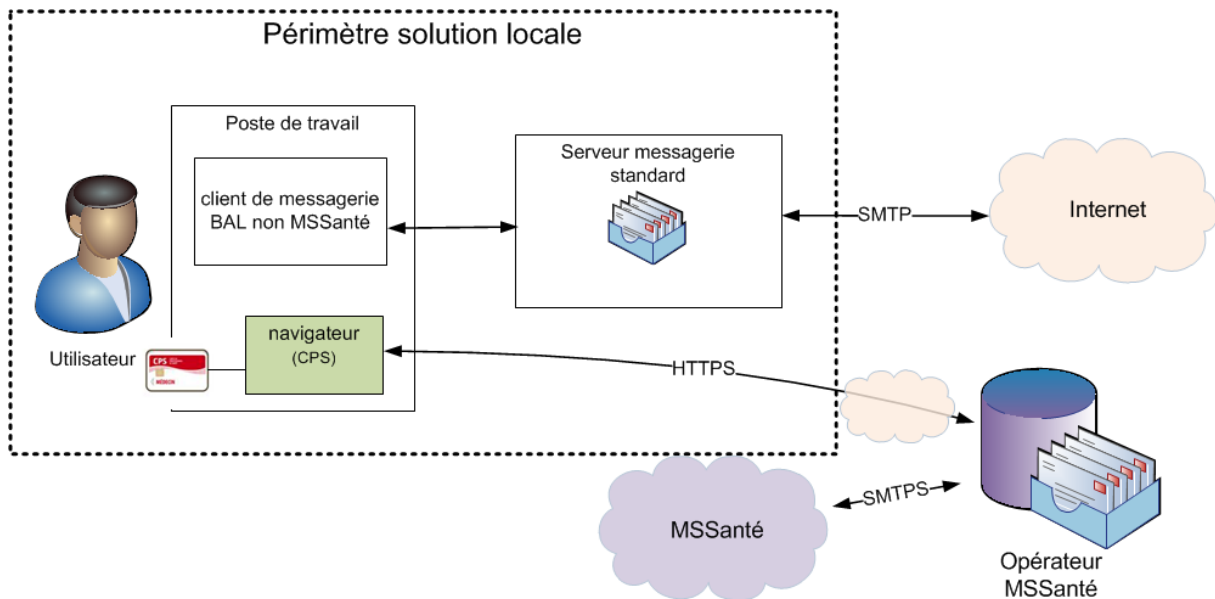 Périmètre solution locale
Poste de travail
client de messagerie
BAL non MSSanté
Serveur messagerie
standard
SMTP
Internet
Utilisateur
CPS
navigateur
(CPS)
HTTPS
MSSanté
SMTPS
Opérateur
MSSanté